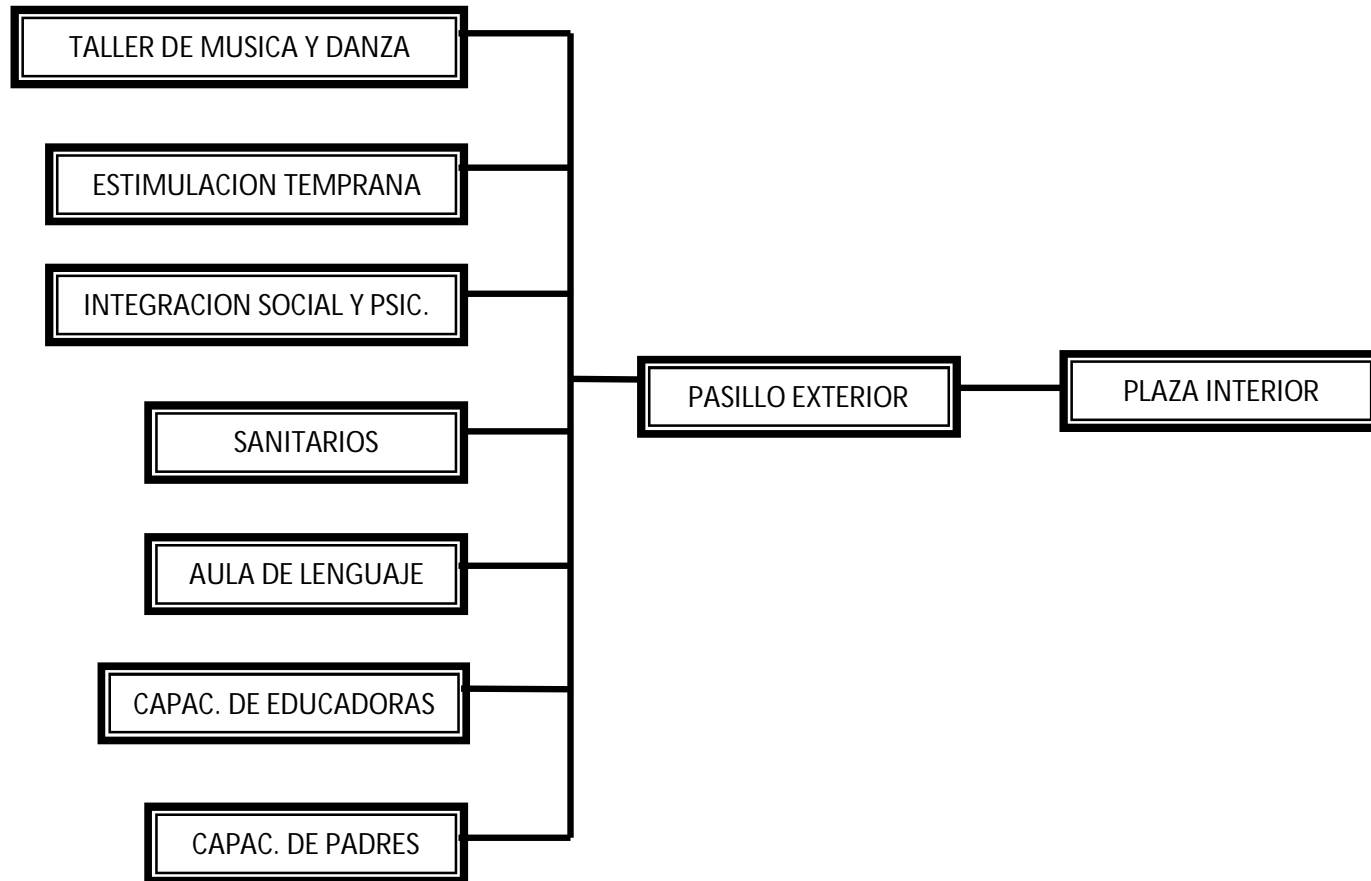 TALLER DE MUSICA Y DANZA
ESTIMULACION TEMPRANA
INTEGRACION SOCIAL Y PSIC.
SANITARIOS
AULA DE LENGUAJE
CAPAC. DE EDUCADORAS
CAPAC. DE PADRES
PASILLO EXTERIOR
PLAZA INTERIOR